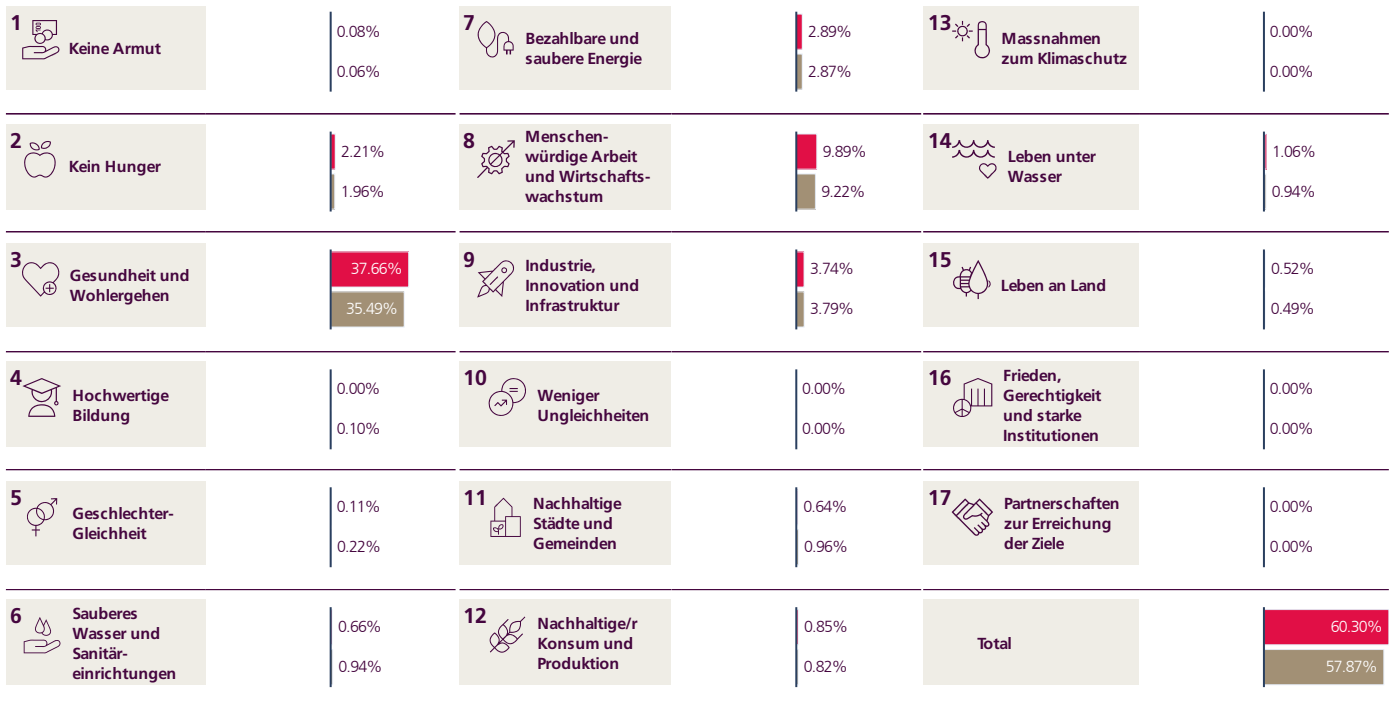 1
100
Keine Armut
0.08%
0.06%
2
Kein Hunger
2.21%
1.96%
3
Gesundheit und
Wohlergehen
37.66%
35.49%
4
Hochwertige
Bildung
0.00%
0.10%
5
Geschlechter-
Gleichheit
0.11%
0.22%
6
Sauberes
Wasser und
Sanitär-
einrichtungen
0.66%
0.94%
7
Bezahlbare und
saubere Energie
2.89%
2.87%
8
Menschen-
würdige Arbeit
und Wirtschafts-
wachstum
9.89%
9.22%
9
Industrie,
Innovation und
Infrastruktur
3.74%
3.79%
10
Weniger
Ungleichheiten
0.00%
0.00%
11
Nachhaltige
Städte und
Gemeinden
0.64%
0.96%
12
Nachhaltige/r
Konsum und
Produktion
0.85%
0.82%
13
Massnahmen
zum Klimaschutz
0.00%
0.00%
14
Leben unter
Wasser
1.06%
0.94%
15
Leben an Land
0.52%
0.49%
16
Frieden,
Gerechtigkeit
und starke
Institutionen
0.00%
0.00%
17
Partnerschaften
zur Erreichung
der Ziele
0.00%
0.00%
Total
60.30%
57.87%